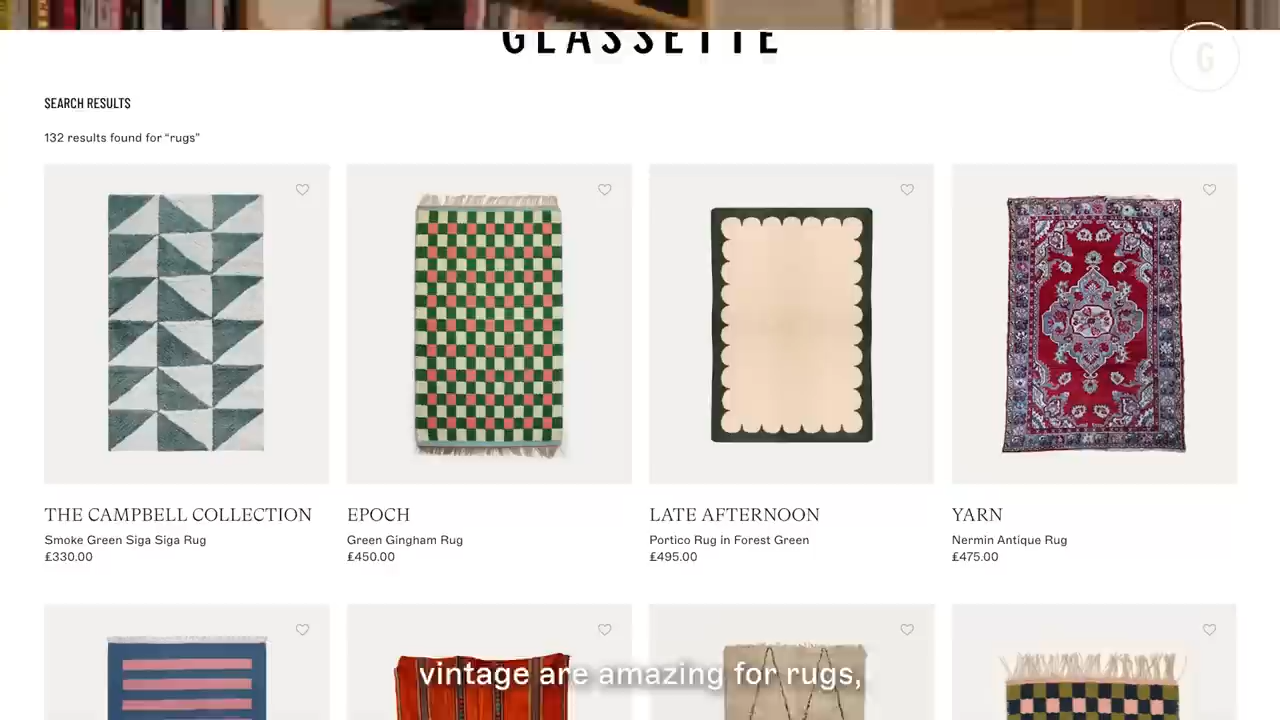 GLASSETTE
G
SEARCH RESULTS
132 results found for “rugs”
THE CAMPBELL COLLECTION
Smoke Green Siga Siga Rug
£330.00
EPOCH
Green Gingham Rug
£450.00
LATE AFTERNOON
Portico Rug in Forest Green
£495.00
YARN
Nermin Antique Rug
£475.00
vintage are amazing for rugs,